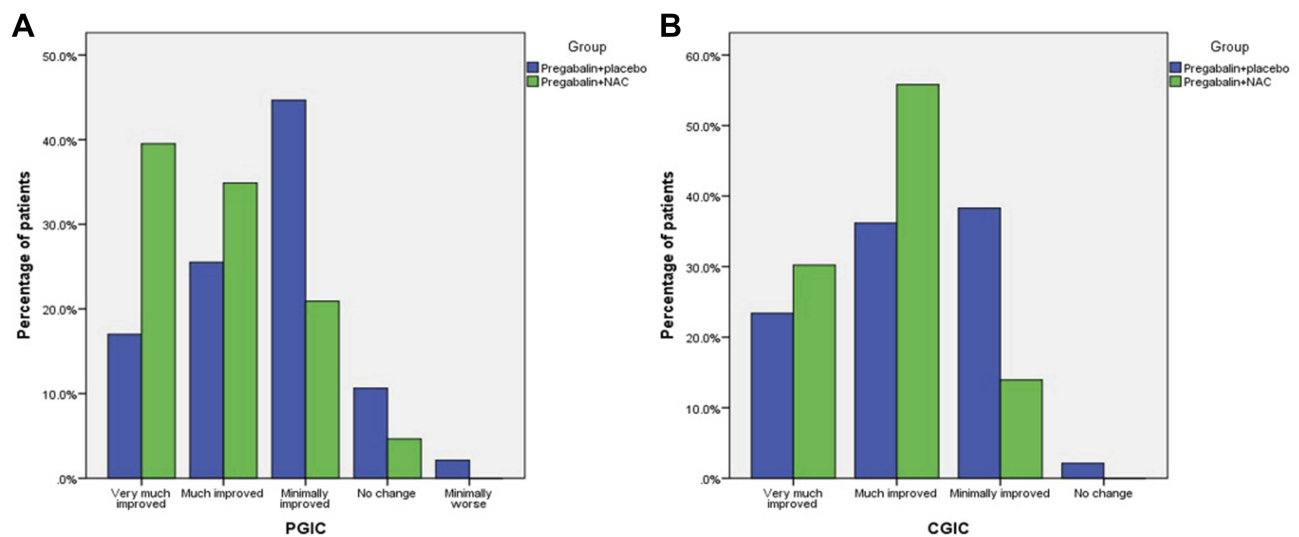 A
Group
Pregabalin+placebo
Pregabalin+NAC
50.0%
40.0%
30.0%
20.0%
10.0%
.0%
Percentage of patients
Very much
improved
Much improved
Minimally
improved
No change
Minimally
worse
PGIC
B
Group
Pregabalin+placebo
Pregabalin+NAC
60.0%
50.0%
40.0%
30.0%
20.0%
10.0%
.0%
Percentage of patients
Very much
improved
Much improved
Minimally improved
No change
CGIC